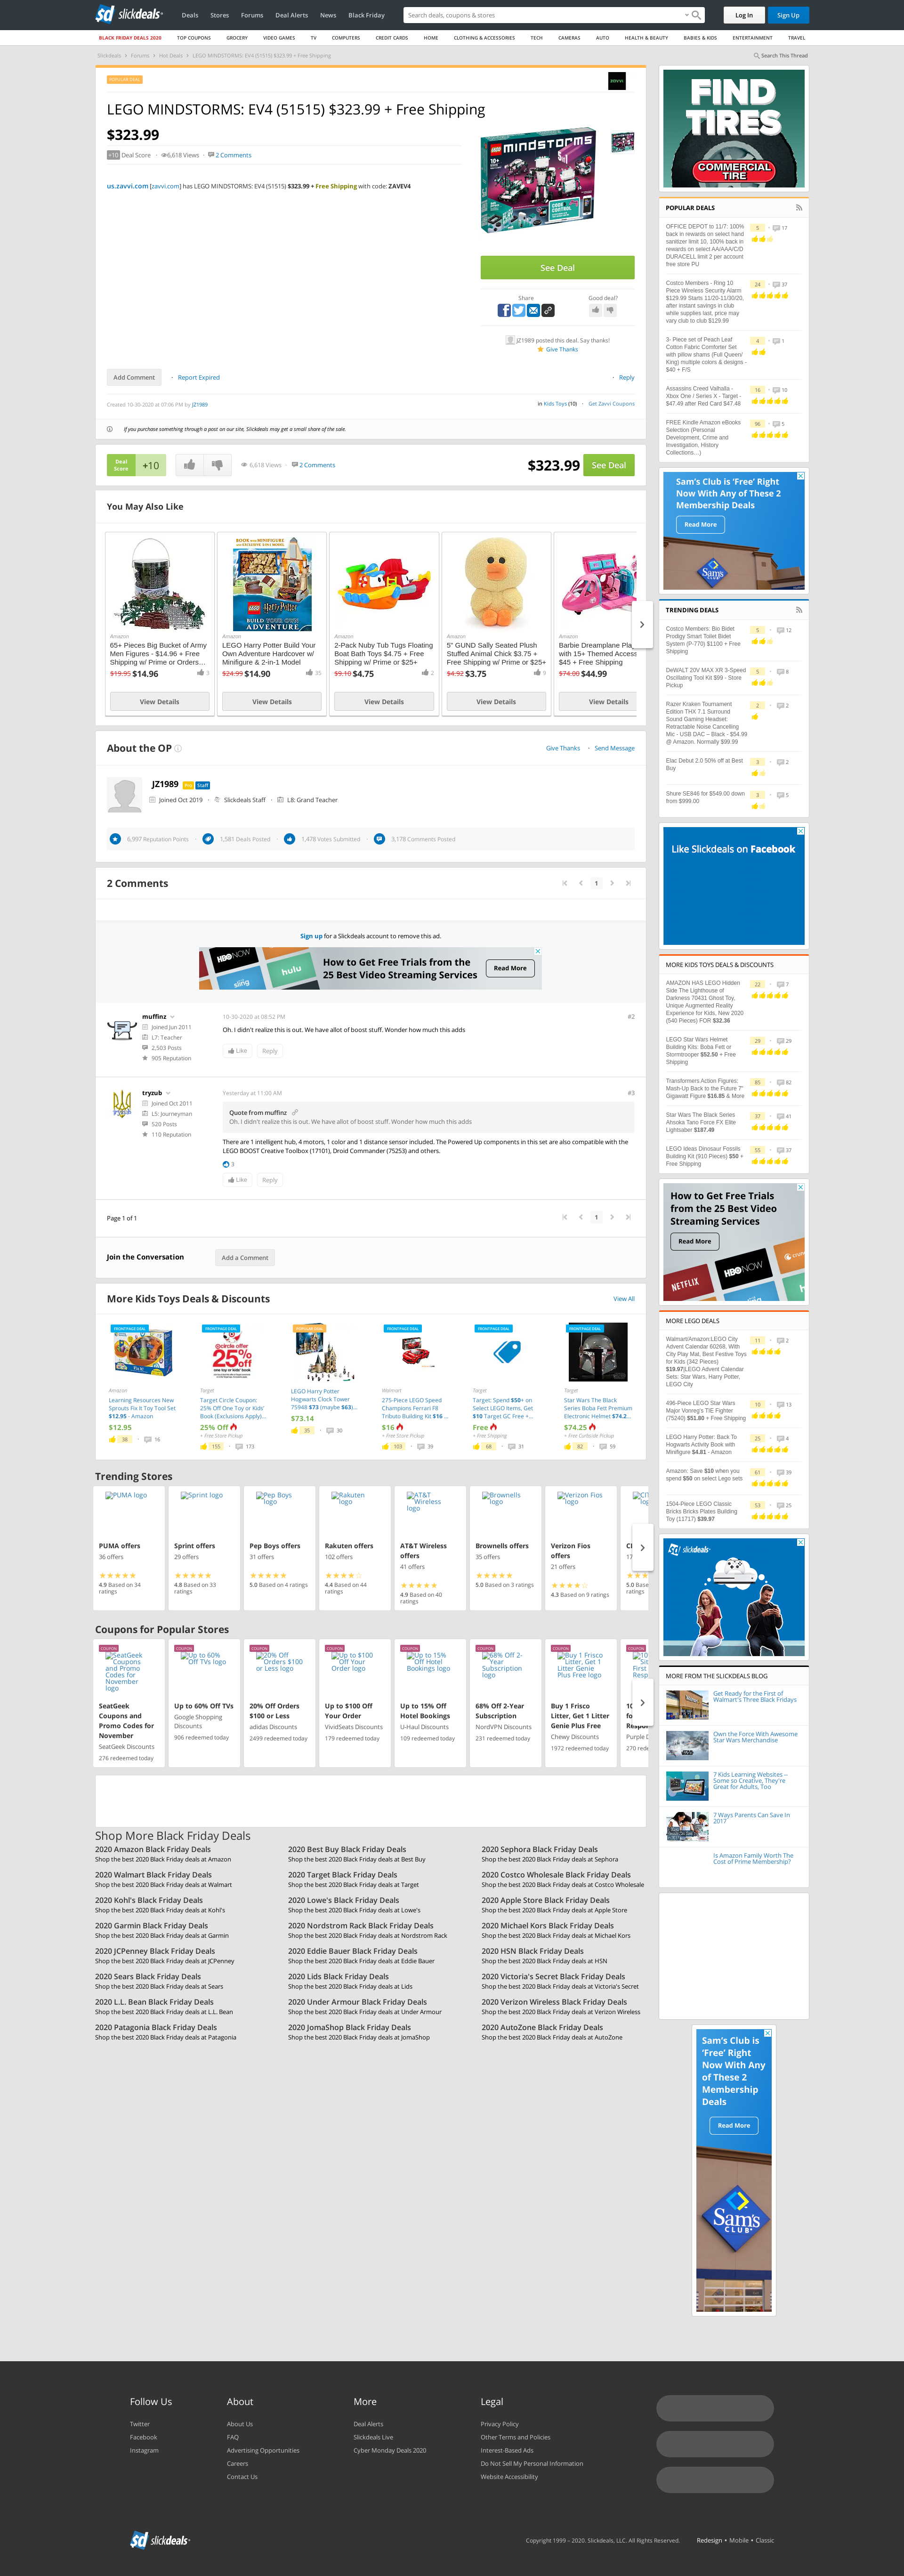 slickdeals
Deals
Stores
Forums
Deal Alerts
News
Black Friday
Search deals, coupons & stores
Log In
Sign Up
BLACK FRIDAY DEALS 2020
TOP COUPONS
GROCERY
VIDEO GAMES
TV
COMPUTERS
CREDIT CARDS
HOME
CLOTHING & ACCESSORIES
TECH
CAMERAS
AUTO
HEALTH & BEAUTY
BABIES & KIDS
ENTERTAINMENT
TRAVEL
Slickdeals > Forums > Hot Deals > LEGO MINDSTORMS: EV4 (51515) $323.99 + Free Shipping
Search This Thread
POPULAR DEAL
LEGO MINDSTORMS: EV4 (51515) $323.99 + Free Shipping
$323.99
+10 Deal Score
6,618 Views
2 Comments
us.zavvi.com [zavvi.com] has LEGO MINDSTORMS: EV4 (51515) $323.99 + Free Shipping with code: ZAVEV4
MINDSTORMS
See Deal
Share
Good deal?
JZ1989 posted this deal. Say thanks!
Give Thanks
Add Comment
Report Expired
Reply
Created 10-30-2020 at 07:06 PM by JZ1989
in Kids Toys (10)
Get Zavvi Coupons
If you purchase something through a post on our site, Slickdeals may get a small share of the sale.
Deal Score
+10
6,618 Views
2 Comments
$323.99
See Deal
You May Also Like
Amazon
65+ Pieces Big Bucket of Army Men Figures - $14.96 + Free Shipping w/ Prime or Orders...
$19.95 $14.96
3
View Details
Amazon
LEGO Harry Potter Build Your Own Adventure Hardcover w/ Minifigure & 2-in-1 Model
$24.99 $14.90
35
View Details
Amazon
2-Pack Nuby Tub Tugs Floating Boat Bath Toys $4.75 + Free Shipping w/ Prime or $25+
$9.10 $4.75
2
View Details
Amazon
5" GUND Sally Seated Plush Stuffed Animal Chick $3.75 + Free Shipping w/ Prime or $25+
$4.92 $3.75
9
View Details
Amazon
Barbie Dreamplane Pla
with 15+ Themed Access
$45 + Free Shipping
$74.00 $44.99
View Details
About the OP
Give Thanks
Send Message
JZ1989
Pro
Staff
Joined Oct 2019
Slickdeals Staff
L8: Grand Teacher
6,997 Reputation Points
1,581 Deals Posted
1,478 Votes Submitted
3,178 Comments Posted
2 Comments
1
Sign up for a Slickdeals account to remove this ad.
How to Get Free Trials from the
25 Best Video Streaming Services
Read More
muffinz
Joined Jun 2011
L7: Teacher
2,503 Posts
905 Reputation
10-30-2020 at 08:52 PM
#2
Oh. I didn't realize this is out. We have allot of boost stuff. Wonder how much this adds
Like
Reply
tryzub
Joined Oct 2011
L5: Journeyman
520 Posts
110 Reputation
Yesterday at 11:00 AM
#3
Quote from muffinz
Oh. I didn't realize this is out. We have allot of boost stuff. Wonder how much this adds
There are 1 intelligent hub, 4 motors, 1 color and 1 distance sensor included. The Powered Up components in this set are also compatible with the
LEGO BOOST Creative Toolbox (17101), Droid Commander (75253) and others.
3
Like
Reply
Page 1 of 1
1
Join the Conversation
Add a Comment
More Kids Toys Deals & Discounts
View All
FRONTPAGE DEAL
Amazon
Learning Resources New Sprouts Fix It Toy Tool Set $12.95 - Amazon
$12.95
38
16
FRONTPAGE DEAL
circle offer
25% off
Target
Target Circle Coupon: 25% Off One Toy or Kids' Book (Exclusions Apply)...
25% Off
+ Free Store Pickup
155
173
POPULAR DEAL
LEGO Harry Potter Hogwarts Clock Tower 75948 $73 (maybe $63)...
$73.14
35
30
FRONTPAGE DEAL
Walmart
275-Piece LEGO Speed Champions Ferrari F8 Tributo Building Kit $16 ...
$16
+ Free Store Pickup
103
39
FRONTPAGE DEAL
Target
Target: Spend $50+ on Select LEGO Items, Get $10 Target GC Free +...
Free
+ Free Shipping
68
31
FRONTPAGE DEAL
Target
Star Wars The Black Series Boba Fett Premium Electronic Helmet $74.2...
$74.25
+ Free Curbside Pickup
82
59
Trending Stores
PUMA logo
PUMA offers
36 offers
4.9 Based on 34 ratings
Sprint logo
Sprint offers
29 offers
4.8 Based on 33 ratings
Pep Boys logo
Pep Boys offers
31 offers
5.0 Based on 4 ratings
Rakuten logo
Rakuten offers
102 offers
4.4 Based on 44 ratings
AT&T Wireless logo
AT&T Wireless offers
41 offers
4.9 Based on 40 ratings
Brownells logo
Brownells offers
35 offers
5.0 Based on 3 ratings
Verizon Fios logo
Verizon Fios offers
21 offers
4.3 Based on 9 ratings
Coupons for Popular Stores
COUPON
SeatGeek Coupons and Promo Codes for November logo
SeatGeek Coupons and Promo Codes for November
SeatGeek Discounts
276 redeemed today
COUPON
Up to 60% Off TVs logo
Up to 60% Off TVs
Google Shopping Discounts
906 redeemed today
COUPON
20% Off Orders $100 or Less logo
20% Off Orders $100 or Less
adidas Discounts
2499 redeemed today
COUPON
Up to $100 Off Your Order logo
Up to $100 Off Your Order
VividSeats Discounts
179 redeemed today
COUPON
Up to 15% Off Hotel Bookings logo
Up to 15% Off Hotel Bookings
U-Haul Discounts
109 redeemed today
COUPON
68% Off 2-Year Subscription logo
68% Off 2-Year Subscription
NordVPN Discounts
231 redeemed today
COUPON
Buy 1 Frisco Litter, Get 1 Litter Genie Plus Free logo
Buy 1 Frisco Litter, Get 1 Litter Genie Plus Free
Chewy Discounts
1972 redeemed today
COUPON
Shop More Black Friday Deals
2020 Amazon Black Friday Deals
Shop the best 2020 Black Friday deals at Amazon
2020 Best Buy Black Friday Deals
Shop the best 2020 Black Friday deals at Best Buy
2020 Sephora Black Friday Deals
Shop the best 2020 Black Friday deals at Sephora
2020 Walmart Black Friday Deals
Shop the best 2020 Black Friday deals at Walmart
2020 Target Black Friday Deals
Shop the best 2020 Black Friday deals at Target
2020 Costco Wholesale Black Friday Deals
Shop the best 2020 Black Friday deals at Costco Wholesale
2020 Kohl's Black Friday Deals
Shop the best 2020 Black Friday deals at Kohl's
2020 Lowe's Black Friday Deals
Shop the best 2020 Black Friday deals at Lowe's
2020 Apple Store Black Friday Deals
Shop the best 2020 Black Friday deals at Apple Store
2020 Garmin Black Friday Deals
Shop the best 2020 Black Friday deals at Garmin
2020 Nordstrom Rack Black Friday Deals
Shop the best 2020 Black Friday deals at Nordstrom Rack
2020 Michael Kors Black Friday Deals
Shop the best 2020 Black Friday deals at Michael Kors
2020 JCPenney Black Friday Deals
Shop the best 2020 Black Friday deals at JCPenney
2020 Eddie Bauer Black Friday Deals
Shop the best 2020 Black Friday deals at Eddie Bauer
2020 HSN Black Friday Deals
Shop the best 2020 Black Friday deals at HSN
2020 Sears Black Friday Deals
Shop the best 2020 Black Friday deals at Sears
2020 Lids Black Friday Deals
Shop the best 2020 Black Friday deals at Lids
2020 Victoria's Secret Black Friday Deals
Shop the best 2020 Black Friday deals at Victoria's Secret
2020 L.L. Bean Black Friday Deals
Shop the best 2020 Black Friday deals at L.L. Bean
2020 Under Armour Black Friday Deals
Shop the best 2020 Black Friday deals at Under Armour
2020 Verizon Wireless Black Friday Deals
Shop the best 2020 Black Friday deals at Verizon Wireless
2020 Patagonia Black Friday Deals
Shop the best 2020 Black Friday deals at Patagonia
2020 JomaShop Black Friday Deals
Shop the best 2020 Black Friday deals at JomaShop
2020 AutoZone Black Friday Deals
Shop the best 2020 Black Friday deals at AutoZone
FIND TIRES
COMMERCIAL TIRE
POPULAR DEALS
OFFICE DEPOT to 11/7: 100% back in rewards on select hand sanitizer limit 10, 100% back in rewards on select AA/AAA/C/D DURACELL limit 2 per account free store PU
5
17
Costco Members - Ring 10 Piece Wireless Security Alarm $129.99 Starts 11/20-11/30/20, after instant savings in club while supplies last, price may vary club to club $129.99
24
37
3- Piece set of Peach Leaf Cotton Fabric Comforter Set with pillow shams (Full Queen/ King) multiple colors & designs - $40 + F/S
4
1
Assassins Creed Valhalla - Xbox One / Series X - Target - $47.49 after Red Card $47.48
16
10
FREE Kindle Amazon eBooks Selection (Personal Development, Crime and Investigation, History Collections...)
96
5
Sam's Club is 'Free' Right Now With Any of These 2 Membership Deals
Read More
Sam's CLUB
TRENDING DEALS
Costco Members: Bio Bidet Prodigy Smart Toilet Bidet System (P-770) $1100 + Free Shipping
5
12
DeWALT 20V MAX XR 3-Speed Oscillating Tool Kit $99 - Store Pickup
5
8
Razer Kraken Tournament Edition THX 7.1 Surround Sound Gaming Headset: Retractable Noise Cancelling Mic - USB DAC – Black - $54.99 @ Amazon. Normally $99.99
2
2
Elac Debut 2.0 50% off at Best Buy
3
2
Shure SE846 for $549.00 down from $999.00
3
5
Like Slickdeals on Facebook
MORE KIDS TOYS DEALS & DISCOUNTS
AMAZON HAS LEGO Hidden Side The Lighthouse of Darkness 70431 Ghost Toy, Unique Augmented Reality Experience for Kids, New 2020 (540 Pieces) FOR $32.36
22
7
LEGO Star Wars Helmet Building Kits: Boba Fett or Stormtrooper $52.50 + Free Shipping
29
29
Transformers Action Figures: Mash-Up Back to the Future 7" Gigawatt Figure $16.85 & More
85
82
Star Wars The Black Series Ahsoka Tano Force FX Elite Lightsaber $187.49
37
41
LEGO Ideas Dinosaur Fossils Building Kit (910 Pieces) $50 + Free Shipping
55
37
How to Get Free Trials from the 25 Best Video Streaming Services
Read More
NETFLIX
HBO NOW
hulu
sling
MORE LEGO DEALS
Walmart/Amazon LEGO City Advent Calendar 60268, With City Play Mat, Best Festive Toys for Kids (342 Pieces) $19.97|LEGO Advent Calendar Sets: Star Wars, Harry Potter, LEGO City
11
2
496-Piece LEGO Star Wars Major Vonreg's TIE Fighter (75240) $51.80 + Free Shipping
10
13
LEGO Harry Potter: Back To Hogwarts Activity Book with Minifigure $4.81 - Amazon
25
4
Amazon: Save $10 when you spend $50 on select Lego sets
61
39
1504-Piece LEGO Classic Bricks Bricks Plates Building Toy (11717) $39.97
53
25
slickdeals
MORE FROM THE SLICKDEALS BLOG
Get Ready for the First of Walmart's Three Black Fridays
Own the Force With Awesome Star Wars Merchandise
7 Kids Learning Websites -- Some so Creative, They're Great for Adults, Too
7 Ways Parents Can Save In 2017
Is Amazon Family Worth The Cost of Prime Membership?
Sam's Club is 'Free' Right Now With Any of These 2 Membership Deals
Read More
Sam's CLUB
Follow Us
Twitter
Facebook
Instagram
About
About Us
FAQ
Advertising Opportunities
Careers
Contact Us
More
Deal Alerts
Slickdeals Live
Cyber Monday Deals 2020
Legal
Privacy Policy
Other Terms and Policies
Interest-Based Ads
Do Not Sell My Personal Information
Website Accessibility
slickdeals
Copyright 1999 – 2020. Slickdeals, LLC. All Rights Reserved.
Redesign • Mobile • Classic